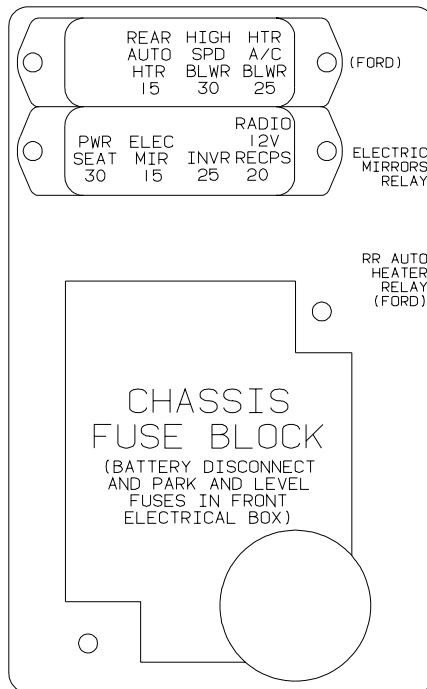 REAR HIGH HTR
AUTO SPD A/C
HTR BLWR BLWR
15 30 25
(FORD)
RADIO
PWR ELEC 12V
SEAT MIR INVR RECPS
30 15 25 20
ELECTRIC
MIRRORS
RELAY
RR AUTO
HEATER
RELAY
(FORD)
CHASSIS
FUSE BLOCK
(BATTERY DISCONNECT
AND PARK AND LEVEL
FUSES IN FRONT
ELECTRICAL BOX)